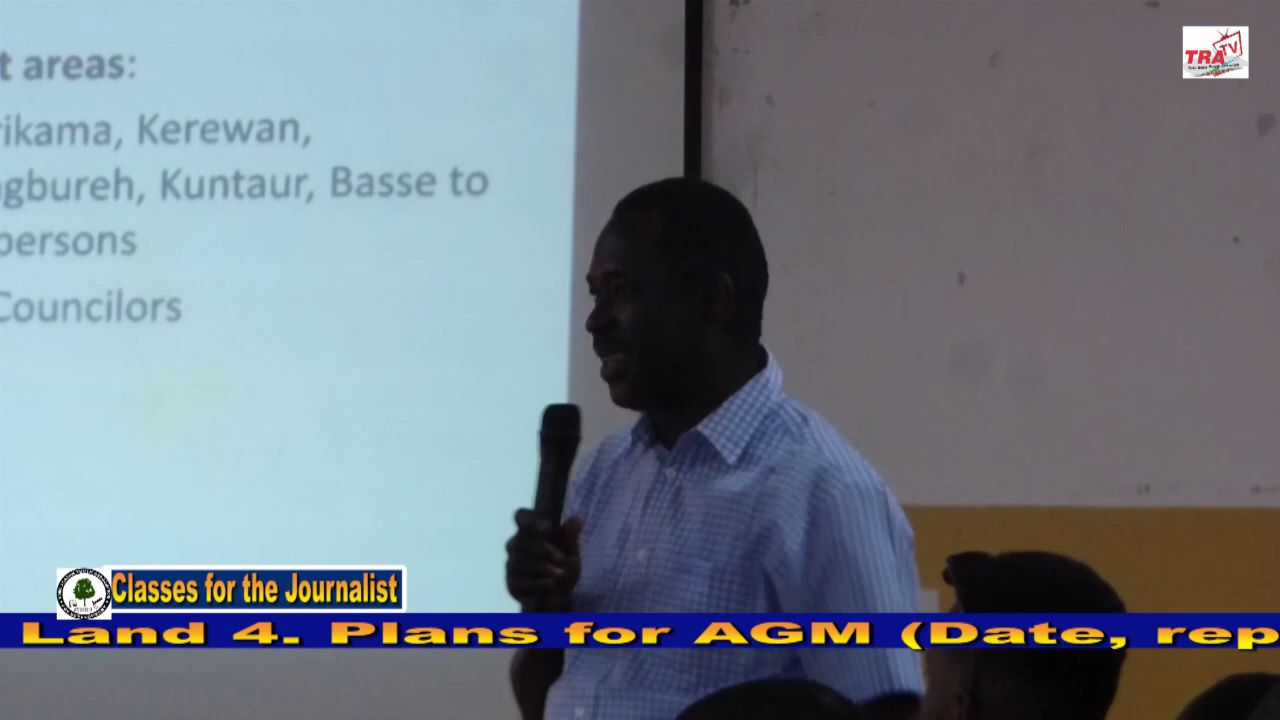 t areas:
rikama, Kerewan,
gbureh, Kuntaur, Basse to
persons
Councilors
TRA TV
Classes for the Journalist
Land 4. Plans for AGM (Date, rep